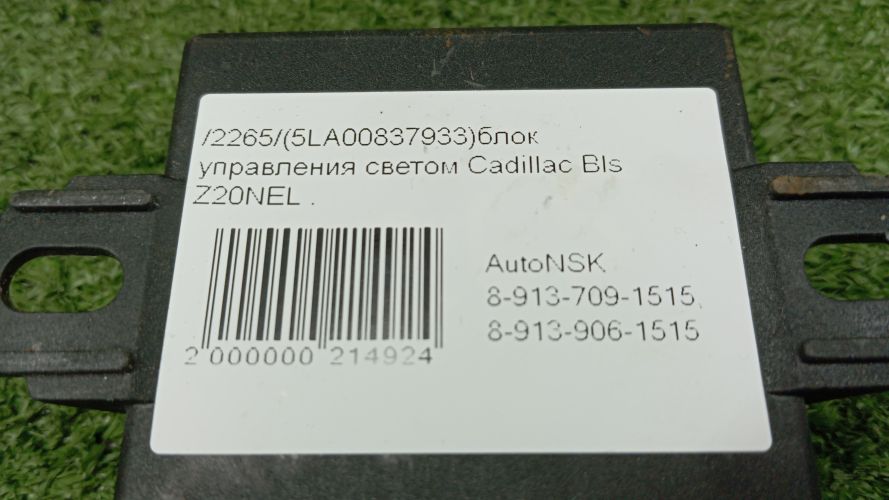 /2265/(5LA00837933)блок
управления светом Cadillac Bls
Z20NEL .
AutoNSK
8-913-709-1515,
8-913-906-1515
2 000000 214924